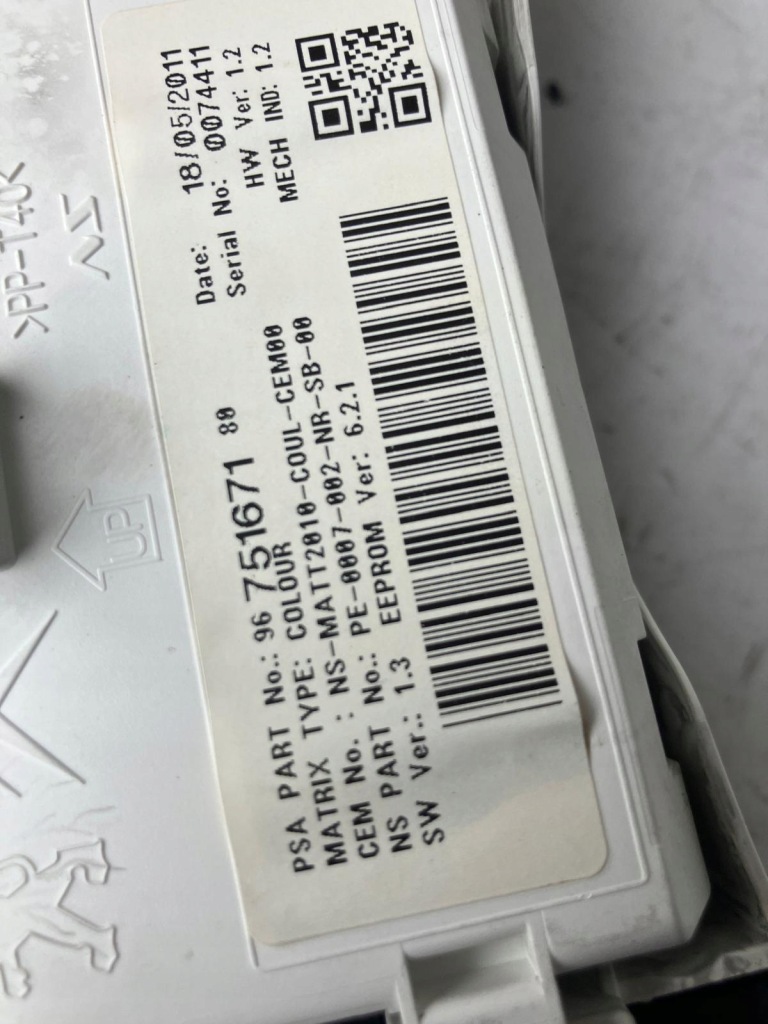 PSA PART No.: 96 751671 80
MATRIX TYPE: COLOUR
CEM No. : NS-MATT2010-COUL-CEM00
NS PART No.: PE-0007-002-NR-SB-00
SW Ver.: 1.3 EEPROM Ver: 6.2.1
Date: 18/05/2011
Serial No: 0074411
HW Ver: 1.2
MECH IND: 1.2
>PP-T40<
UP